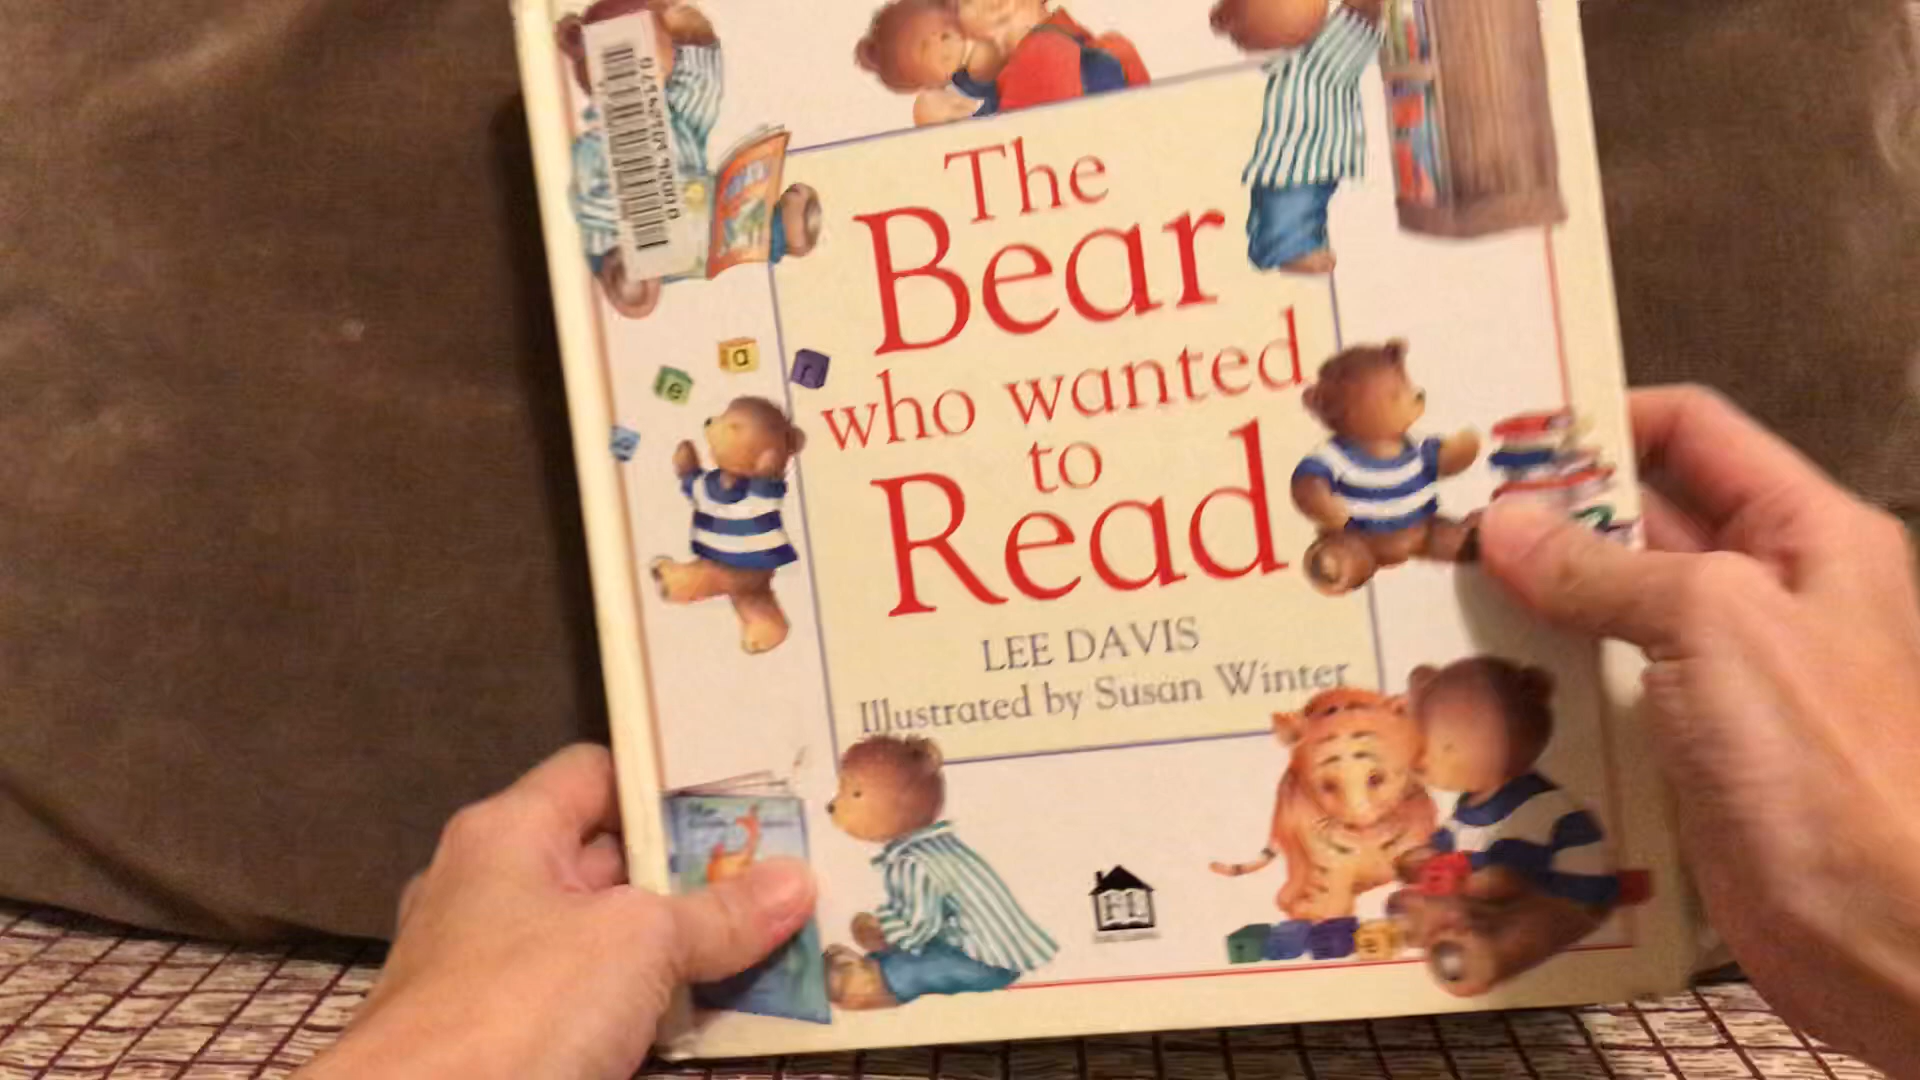 The
Bear
who wanted
to
Read
LEE DAVIS
Illustrated by Susan Winter
e
a
r